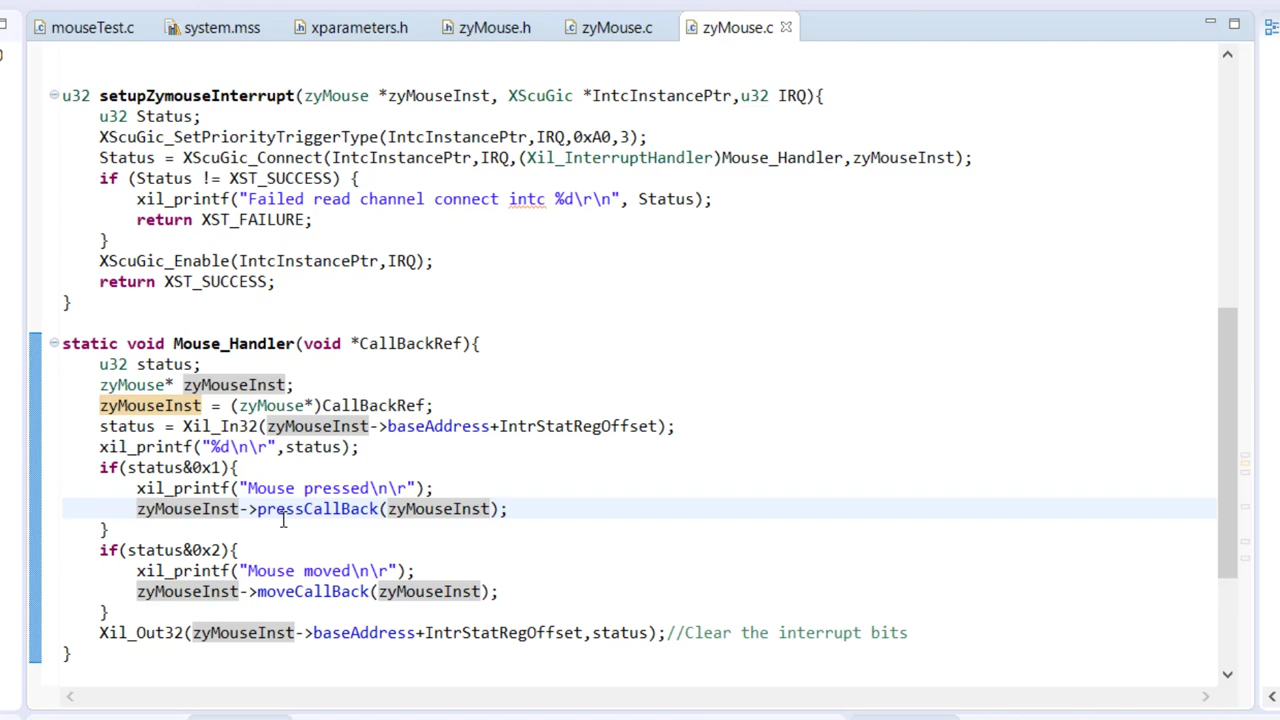 mouseTest.c system.mss xparameters.h zyMouse.h zyMouse.c zyMouse.c
u32 setupZymouseInterrupt(zyMouse *zyMouseInst, XScuGic *IntcInstancePtr,u32 IRQ){
u32 Status;
XScuGic_SetPriorityTriggerType(IntcInstancePtr,IRQ,0xA0,3);
Status = XScuGic_Connect(IntcInstancePtr,IRQ,(Xil_InterruptHandler)Mouse_Handler,zyMouseInst);
if (Status != XST_SUCCESS) {
xil_printf("Failed read channel connect intc %d\r\n", Status);
return XST_FAILURE;
}
XScuGic_Enable(IntcInstancePtr,IRQ);
return XST_SUCCESS;
}
static void Mouse_Handler(void *CallBackRef){
u32 status;
zyMouse* zyMouseInst;
zyMouseInst = (zyMouse*)CallBackRef;
status = Xil_In32(zyMouseInst->baseAddress+IntrStatRegOffset);
xil_printf("%d\n\r",status);
if(status&0x1){
xil_printf("Mouse pressed\n\r");
zyMouseInst->pressCallBack(zyMouseInst);
}
if(status&0x2){
xil_printf("Mouse moved\n\r");
zyMouseInst->moveCallBack(zyMouseInst);
}
Xil_Out32(zyMouseInst->baseAddress+IntrStatRegOffset,status);//Clear the interrupt bits
}